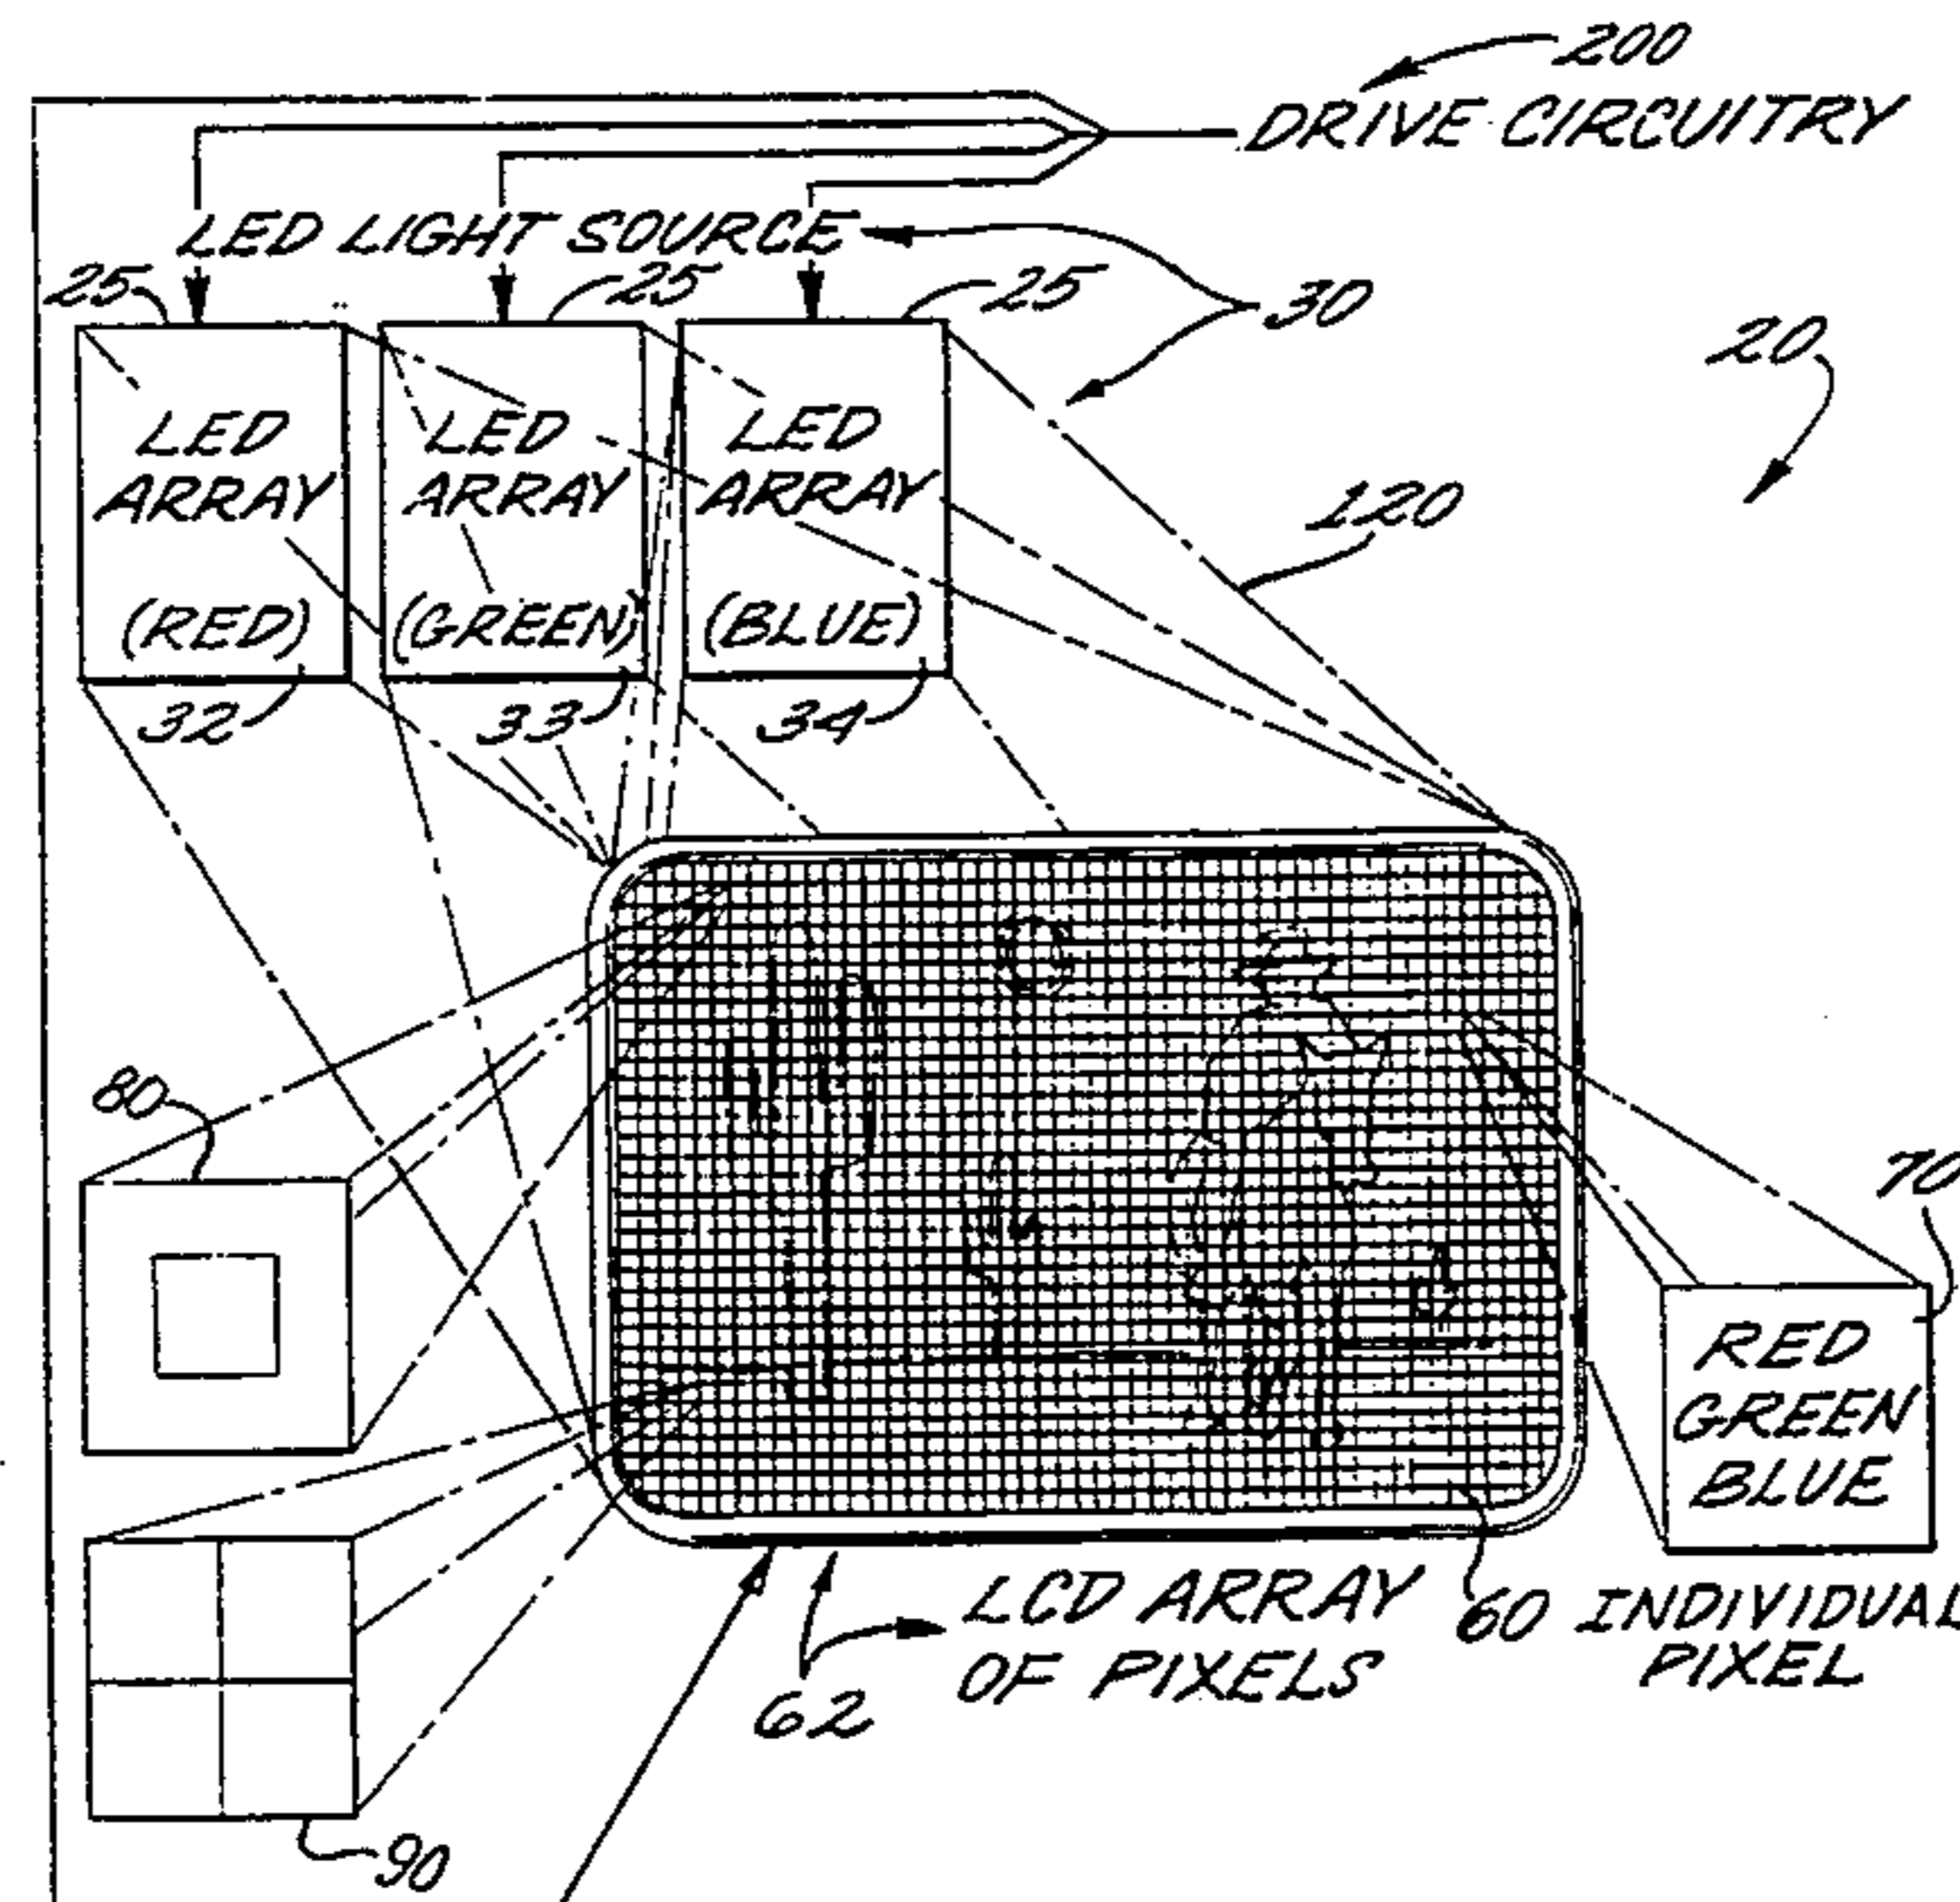 200
DRIVE CIRCUITRY
LED LIGHT SOURCE
25
25
25
30
20
LED
ARRAY
(RED)
LED
ARRAY
(GREEN)
LED
ARRAY
(BLUE)
120
32
33
34
80
70
RED
GREEN
BLUE
LCD ARRAY
OF PIXELS
60
INDIVIDUAL
PIXEL
62
90